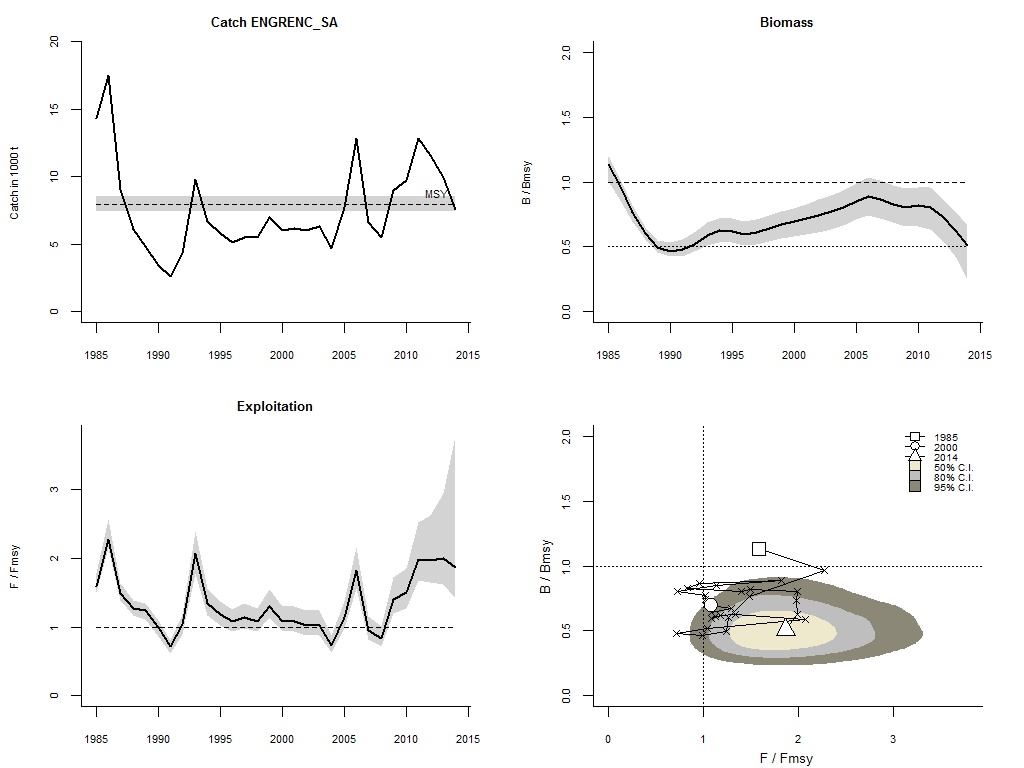 Catch ENGRENC_SA
Catch in 1000 t
20
15
10
5
0
MSY
1985 1990 1995 2000 2005 2010 2015
Biomass
B / Bmsy
2.0
1.5
1.0
0.5
0.0
1985 1990 1995 2000 2005 2010 2015
Exploitation
F / Fmsy
3
2
1
0
1985 1990 1995 2000 2005 2010 2015
B / Bmsy
2.0
1.5
1.0
0.5
0.0
1985
2000
2014
50% C.I.
80% C.I.
95% C.I.
0 1 2 3
F / Fmsy